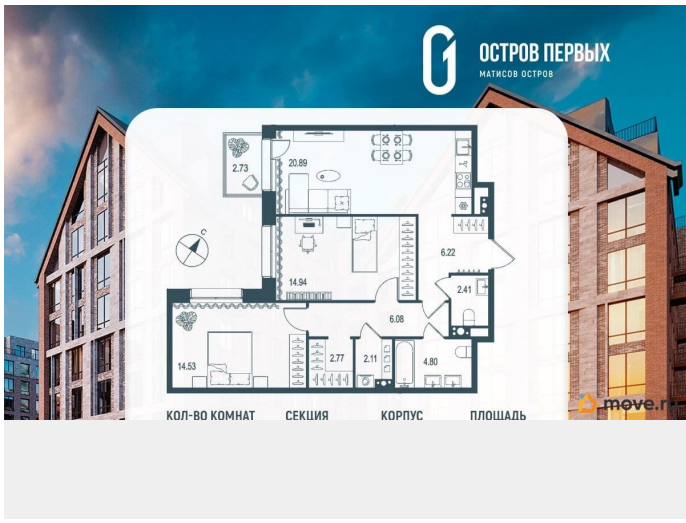 ОСТРОВ ПЕРВЫХ
МАТИСОВ ОСТРОВ
2.73
20.89
С
6.22
14.94
2.41
6.08
14.53
2.77
2.11
4.80
КОЛ-ВО КОМНАТ СЕКЦИЯ КОРПУС ПЛОЩАДЬ
move.ru